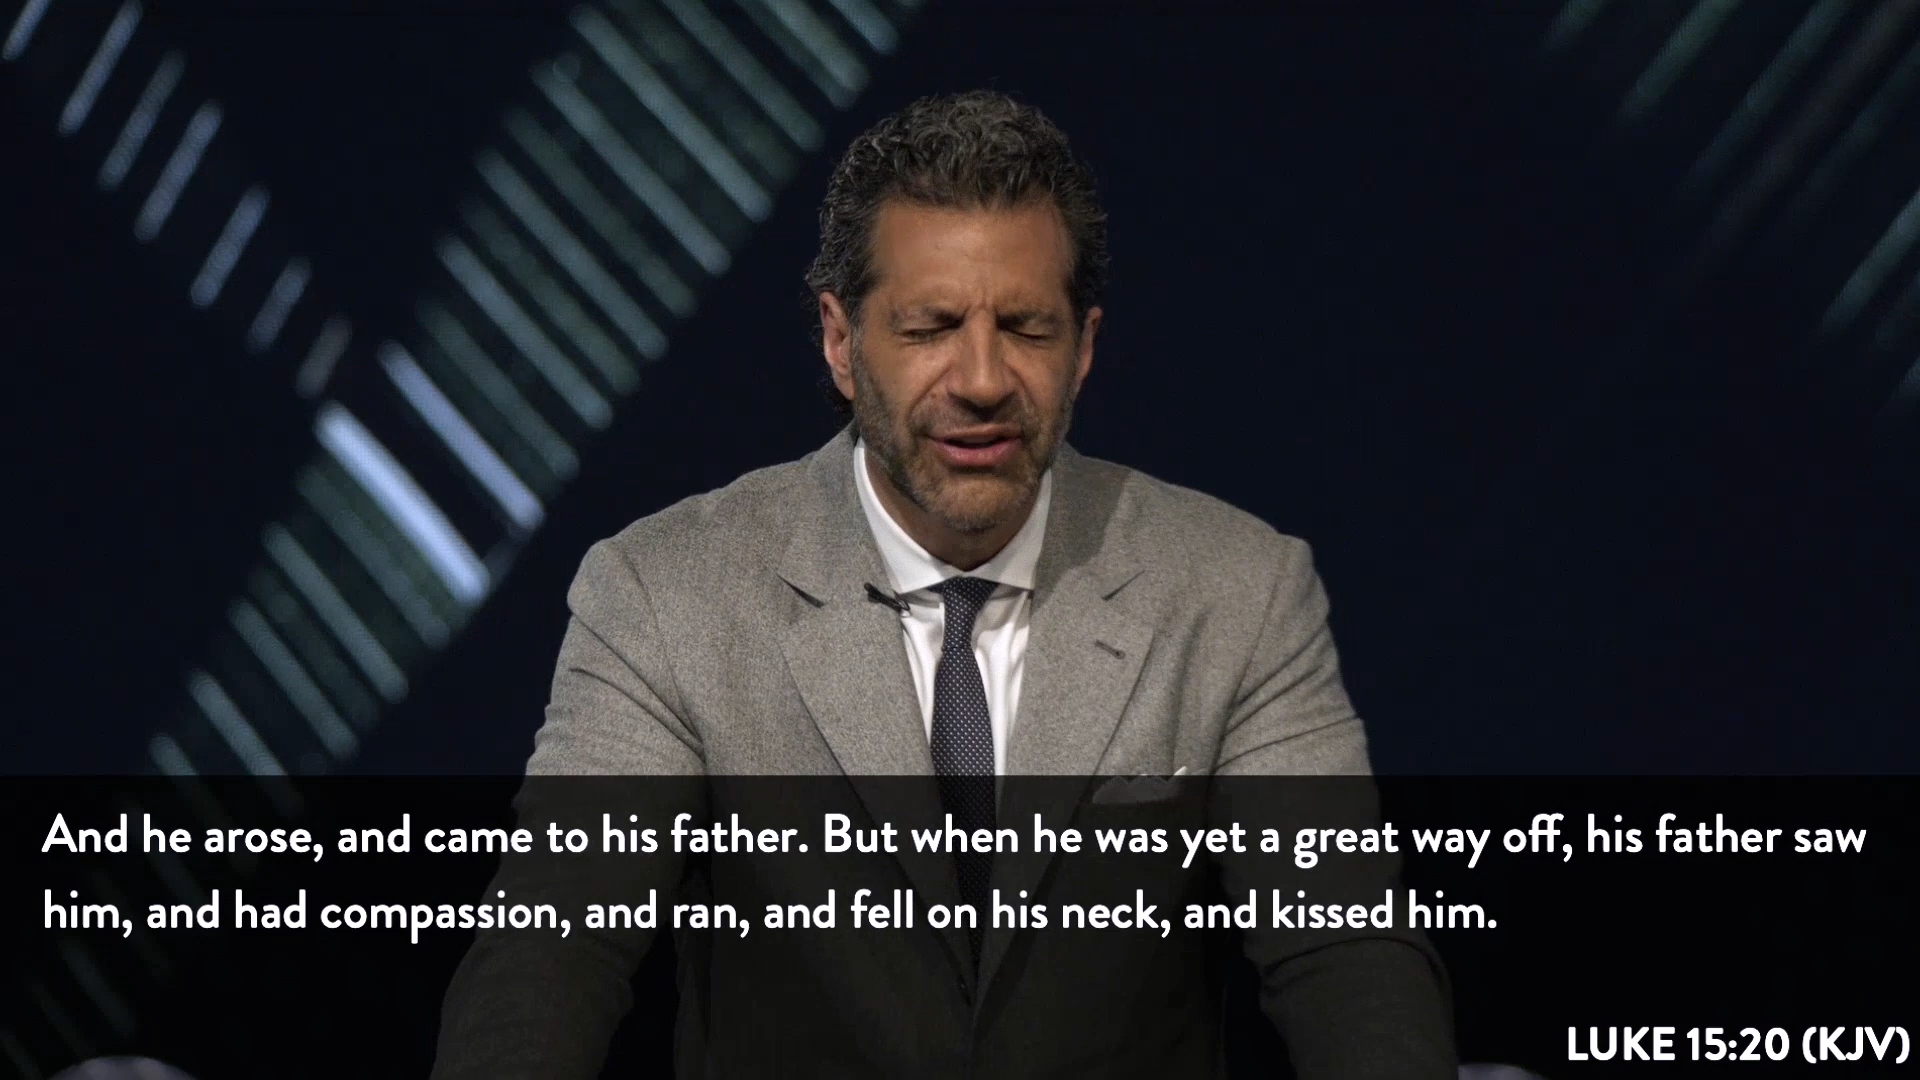 And he arose, and came to his father. But when he was yet a great way off, his father saw
him, and had compassion, and ran, and fell on his neck, and kissed him.
LUKE 15:20 (KJV)